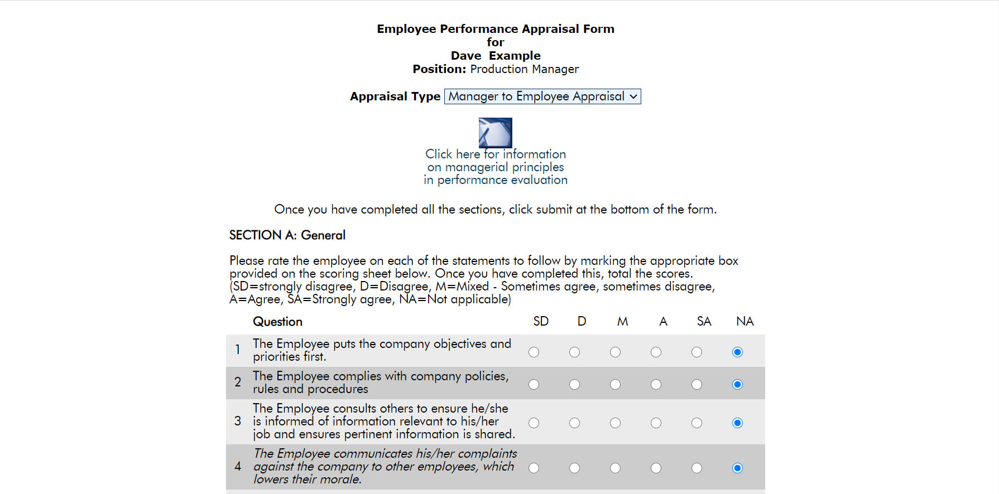 Employee Performance Appraisal Form
for
Dave Example
Position: Production Manager
Appraisal Type Manager to Employee Appraisal
Click here for information
on managerial principles
in performance evaluation
Once you have completed all the sections, click submit at the bottom of the form.
SECTION A: General
Please rate the employee on each of the statements to follow by marking the appropriate box
provided on the scoring sheet below. Once you have completed this, total the scores.
(SD=strongly disagree, D=Disagree, M=Mixed - Sometimes agree, sometimes disagree,
A=Agree, SA=Strongly agree, NA=Not applicable)
Question SD D M A SA NA
1 The Employee puts the company objectives and
priorities first.
2 The Employee complies with company policies,
rules and procedures
3 The Employee consults others to ensure he/she
is informed of information relevant to his/her
job and ensures pertinent information is shared.
4 The Employee communicates his/her complaints
against the company to other employees, which
lowers their morale.